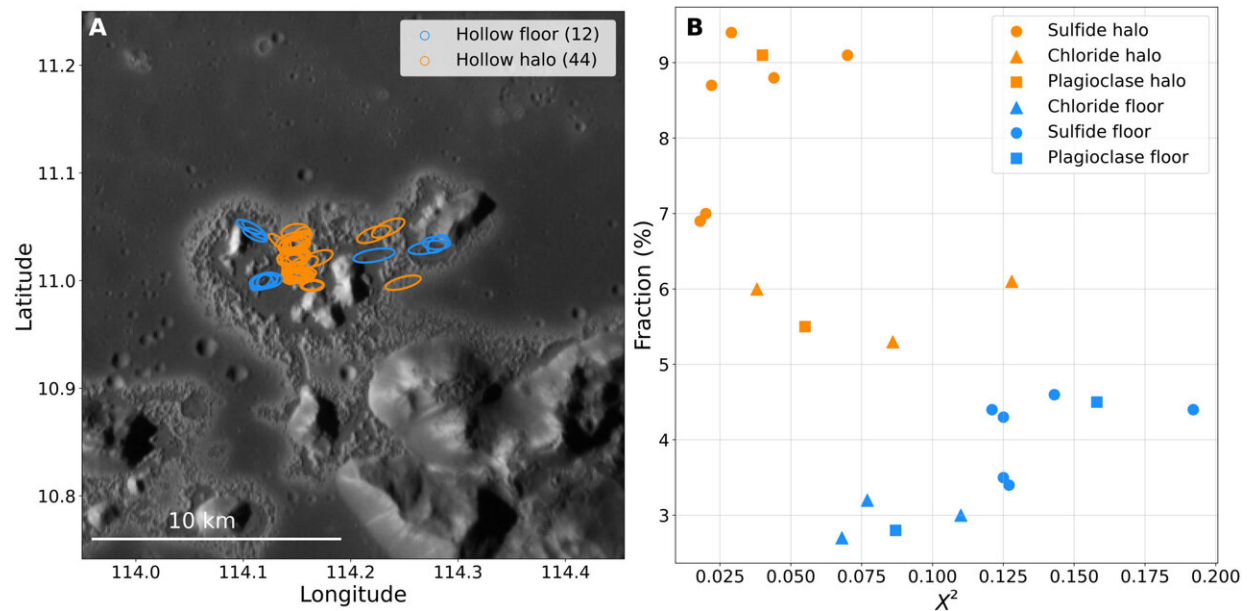 A
Hollow floor (12)
Hollow halo (44)
11.2
11.1
11.0
10.9
10.8
Latitude
10 km
114.0
114.1
114.2
114.3
114.4
Longitude
B
Sulfide halo
Chloride halo
Plagioclase halo
Chloride floor
Sulfide floor
Plagioclase floor
9
8
7
6
5
4
3
Fraction (%)
0.025
0.050
0.075
0.100
0.125
0.150
0.175
0.200
X²